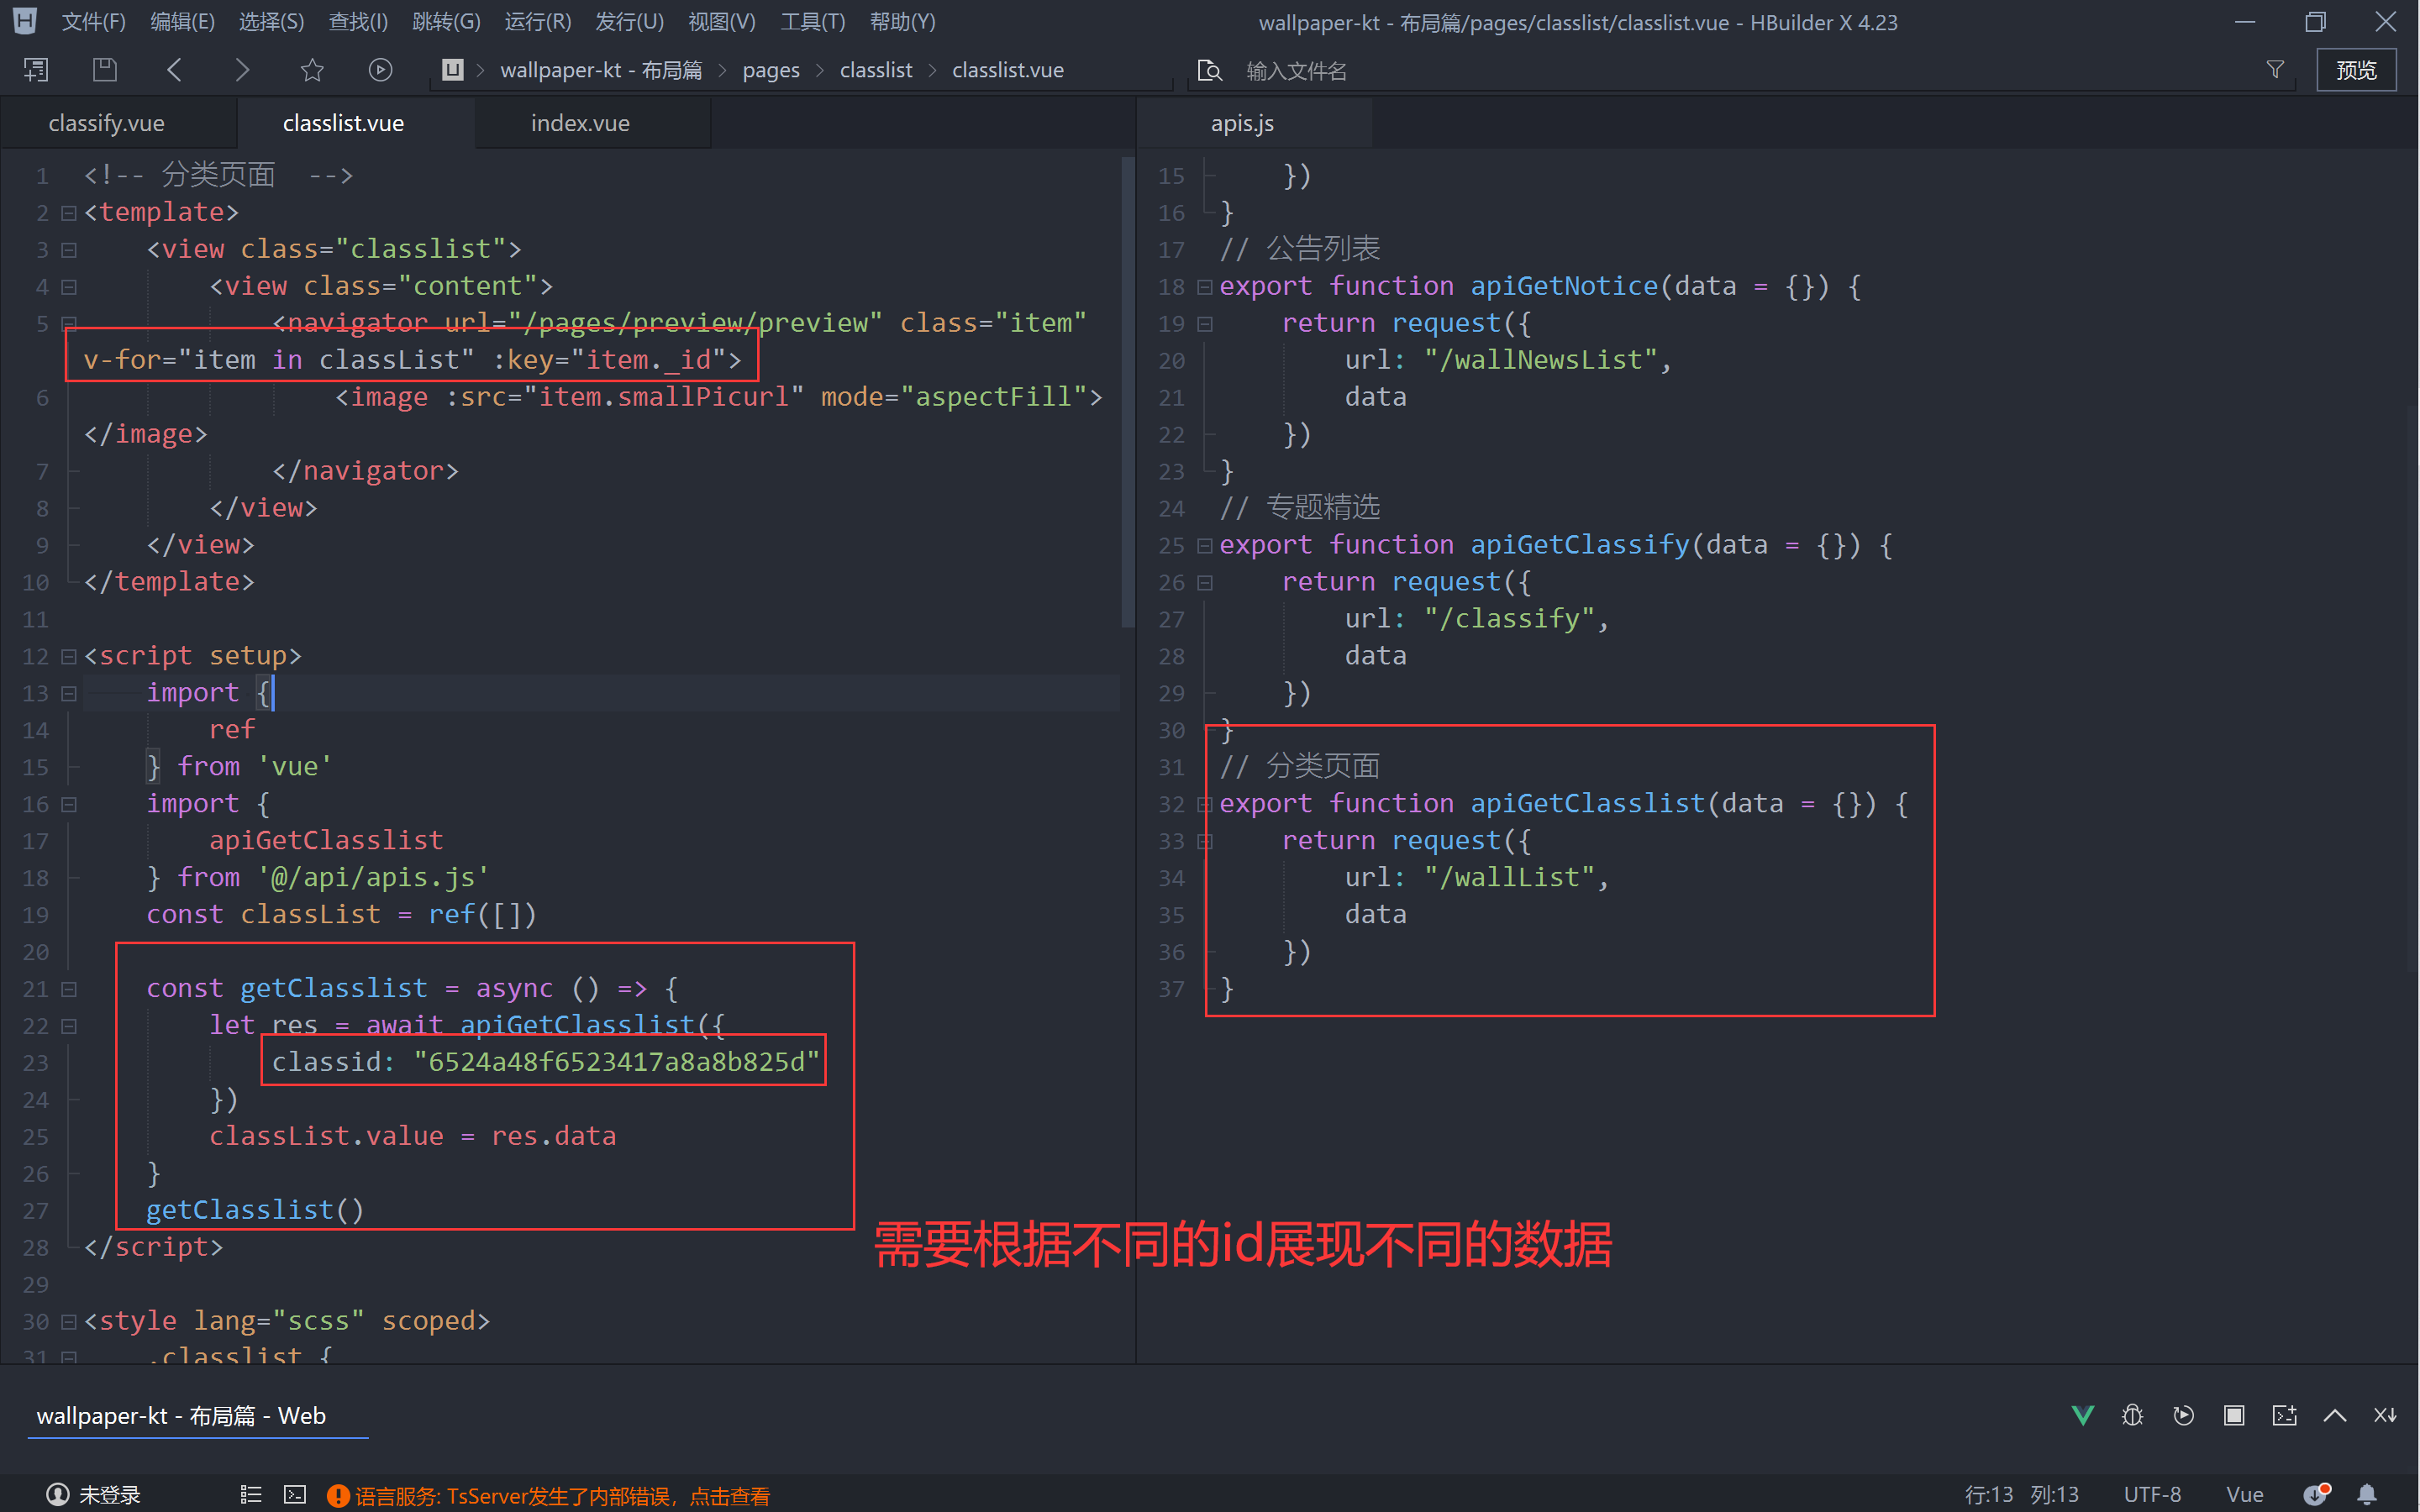 文件(F) 编辑(E) 选择(S) 查找(I) 跳转(G) 运行(R) 发行(U) 视图(V) 工具(T) 帮助(Y)
wallpaper-kt - 布局篇/pages/classlist/classlist.vue - HBuilder X 4.23
wallpaper-kt - 布局篇 > pages > classlist > classlist.vue
输入文件名
预览
classify.vue
classlist.vue
index.vue
1 <!-- 分类页面 -->
2 <template>
3 <view class="classlist">
4 <view class="content">
5 <navigator url="/pages/preview/preview" class="item"
v-for="item in classList" :key="item._id">
6 <image :src="item.smallPicurl" mode="aspectFill">
</image>
7 </navigator>
8 </view>
9 </view>
10 </template>
11
12 <script setup>
13 import {
14 ref
15 } from 'vue'
16 import {
17 apiGetClasslist
18 } from '@/api/apis.js'
19 const classList = ref([])
20
21 const getClasslist = async () => {
22 let res = await apiGetClasslist({
23 classid: "6524a48f6523417a8a8b825d"
24 })
25 classList.value = res.data
26 }
27 getClasslist()
28 </script>
29
30 <style lang="scss" scoped>
31 .classlist {
apis.js
15 })
16 }
17 // 公告列表
18 export function apiGetNotice(data = {}) {
19 return request({
20 url: "/wallNewsList",
21 data
22 })
23 }
24 // 专题精选
25 export function apiGetClassify(data = {}) {
26 return request({
27 url: "/classify",
28 data
29 })
30 }
31 // 分类页面
32 export function apiGetClasslist(data = {}) {
33 return request({
34 url: "/wallList",
35 data
36 })
37 }
需要根据不同的id展现不同的数据
wallpaper-kt - 布局篇 - Web
未登录
语言服务: TsServer发生了内部错误，点击查看
行:13 列:13
UTF-8
Vue